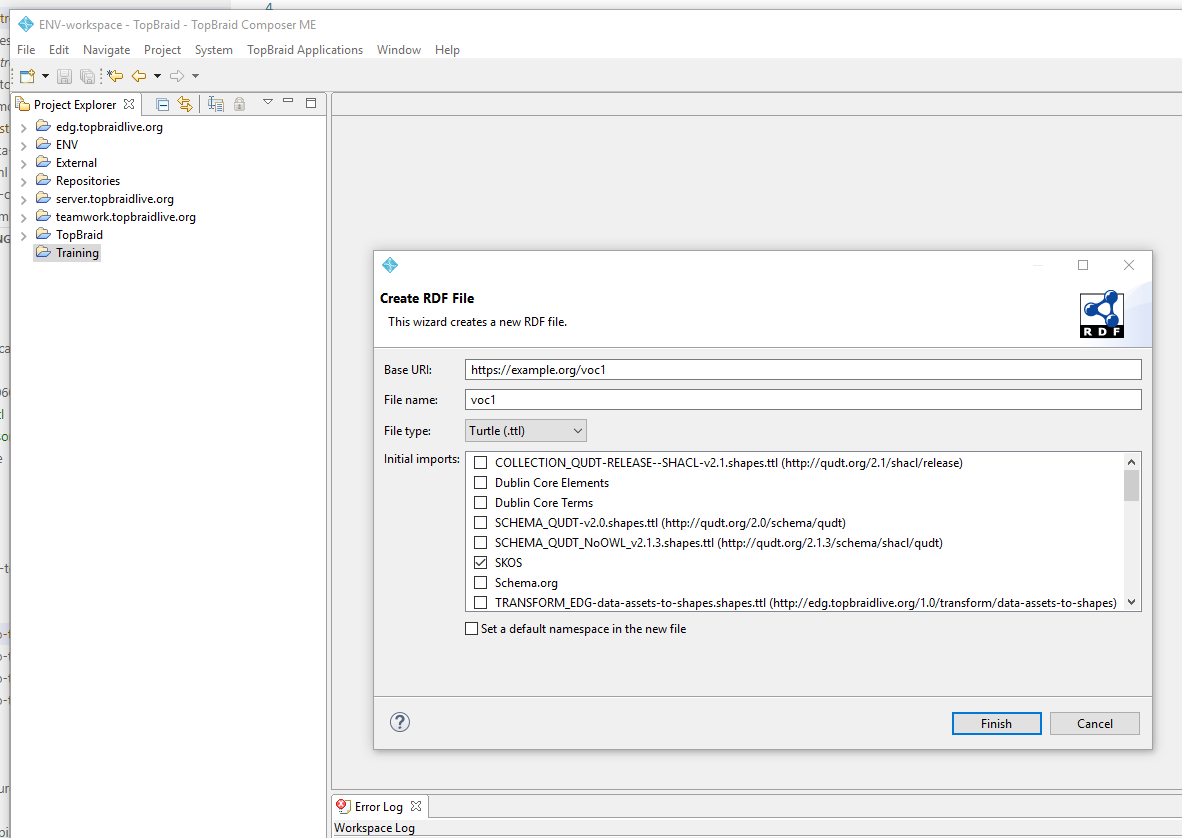 4
ENV-workspace - TopBraid - TopBraid Composer ME
File Edit Navigate Project System TopBraid Applications Window Help
Project Explorer
edg.topbraidlive.org
ENV
External
Repositories
server.topbraidlive.org
teamwork.topbraidlive.org
TopBraid
Training
Create RDF File
This wizard creates a new RDF file.
RDF
Base URI: https://example.org/voc1
File name: voc1
File type: Turtle (.ttl)
Initial imports:
COLLECTION_QUDT-RELEASE--SHACL-v2.1.shapes.ttl (http://qudt.org/2.1/shacl/release)
Dublin Core Elements
Dublin Core Terms
SCHEMA_QUDT-v2.0.shapes.ttl (http://qudt.org/2.0/schema/qudt)
SCHEMA_QUDT_NoOWL_v2.1.3.shapes.ttl (http://qudt.org/2.1.3/schema/shacl/qudt)
SKOS
Schema.org
TRANSFORM_EDG-data-assets-to-shapes.shapes.ttl (http://edg.topbraidlive.org/1.0/transform/data-assets-to-shapes)
Set a default namespace in the new file
?
Finish Cancel
Error Log
Workspace Log